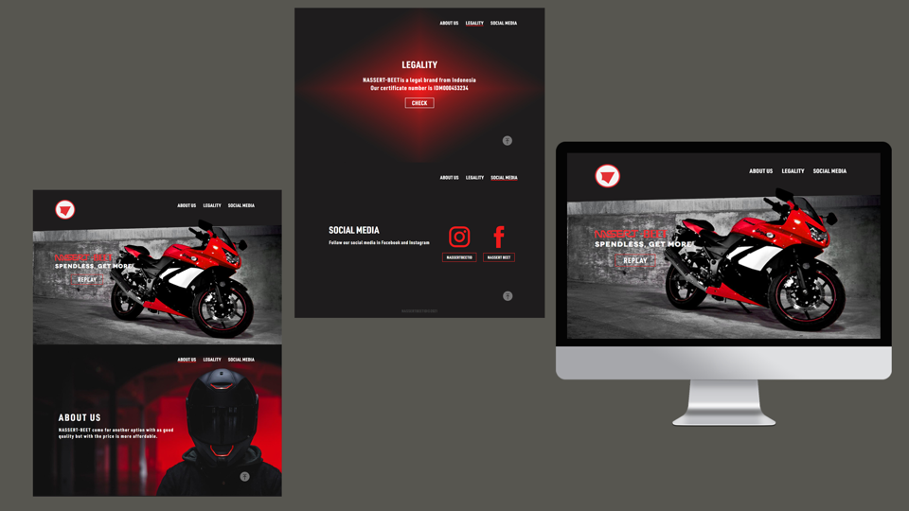 ABOUT US LEGALITY SOCIAL MEDIA
NASSERT-BEET
SPENDLESS, GET MORE!
REPLAY
ABOUT US LEGALITY SOCIAL MEDIA
ABOUT US
NASSERT-BEET come for another option with as good
quality but with the price is more affordable.
ABOUT US LEGALITY SOCIAL MEDIA
LEGALITY
NASSERT-BEET is a legal brand from Indonesia
Our certificate number is IDM000453234
CHECK
ABOUT US LEGALITY SOCIAL MEDIA
SOCIAL MEDIA
Follow our social media in Facebook and Instagram
NASSERT BEET
ABOUT US LEGALITY SOCIAL MEDIA
NASSERT-BEET
SPENDLESS, GET MORE!
REPLAY